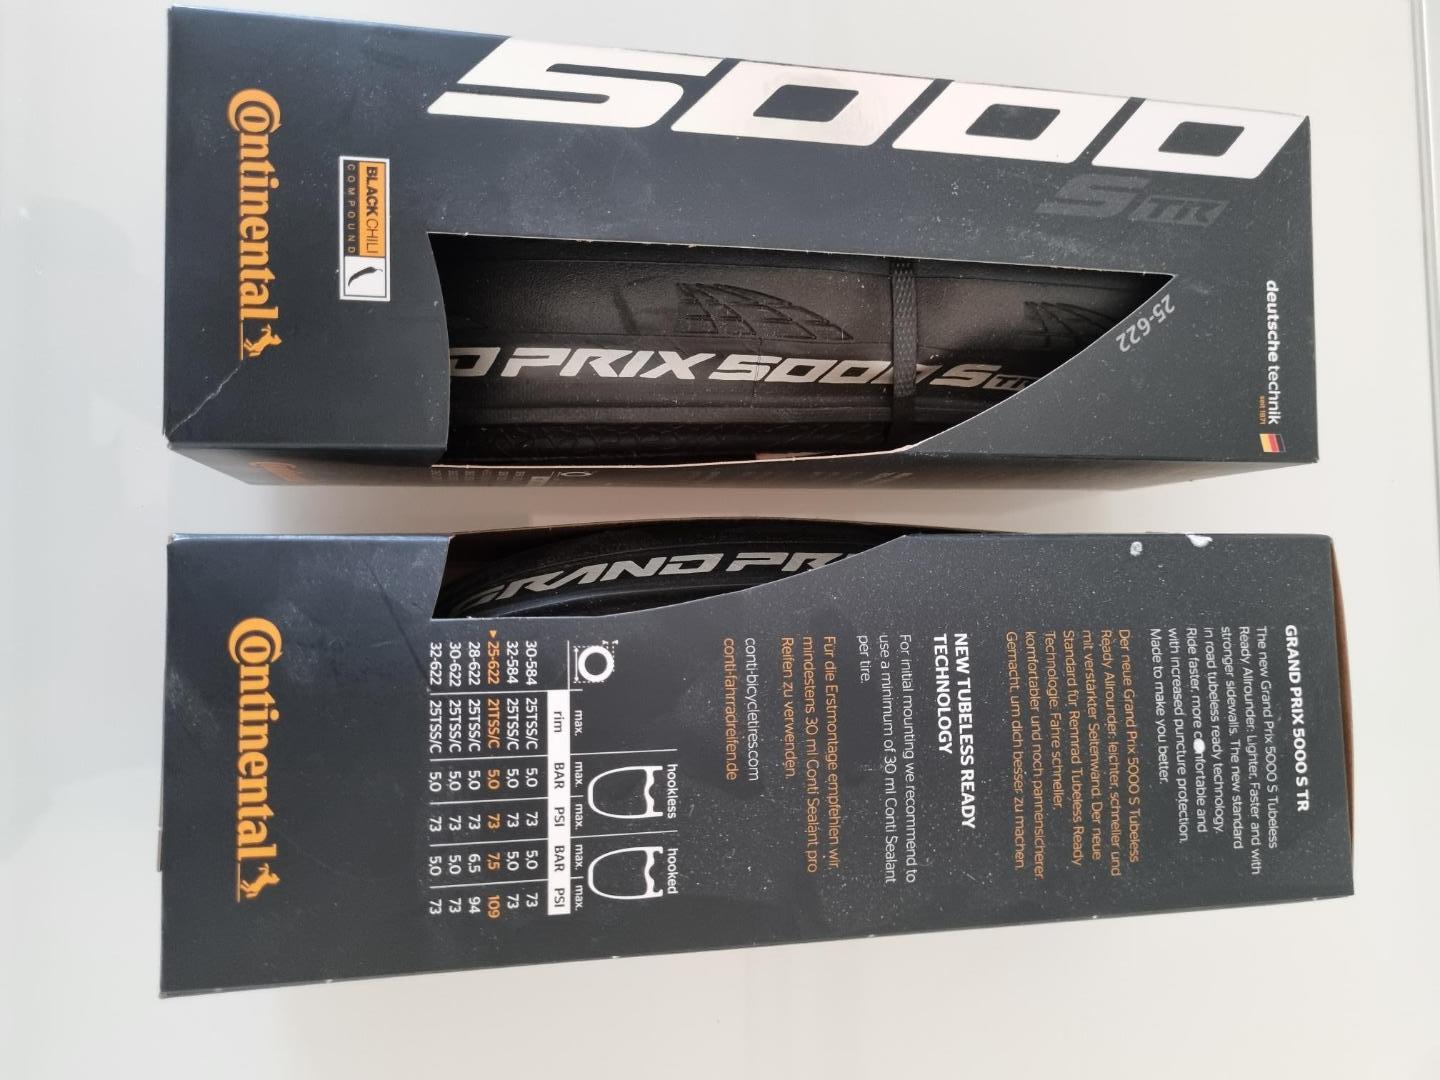 5000
S TR
Continental
BLACKCHILI
COMPOUND
D PRIX 5000 S TR
25-622
deutsche technik
seit 1871
GRAND PRI
GRAND PRIX 5000 S TR
The new Grand Prix 5000 S Tubeless
Ready Allrounder: Lighter, Faster and with
stronger sidewalls. The new standard
in road tubeless ready technology.
Ride faster, more comfortable and
with increased puncture protection.
Made to make you better.
Der neue Grand Prix 5000 S Tubeless
Ready Allrounder: leichter, schneller und
mit verstärkter Seitenwand. Der neue
Standard für Rennrad Tubeless Ready
Technologie. Fahre schneller,
komfortabler und noch pannensicherer.
Gemacht, um dich besser zu machen.
NEW TUBELESS READY
TECHNOLOGY
For initial mounting we recommend to
use a minimum of 30 ml Conti Sealant
per tire.
Für die Erstmontage empfehlen wir,
mindestens 30 ml Conti Sealant pro
Reifen zu verwenden.
conti-bicycletires.com
conti-fahrradreifen.de
hookless hooked
max. max. max. max. max.
rim BAR PSI BAR PSI
30-584 25TSS/C 5,0 73 5,0 73
32-584 25TSS/C 5,0 73 5,0 73
▸25-622 21TSS/C 5,0 73 7,5 109
28-622 25TSS/C 5,0 73 6,5 94
30-622 25TSS/C 5,0 73 5,0 73
32-622 25TSS/C 5,0 73 5,0 73
Continental